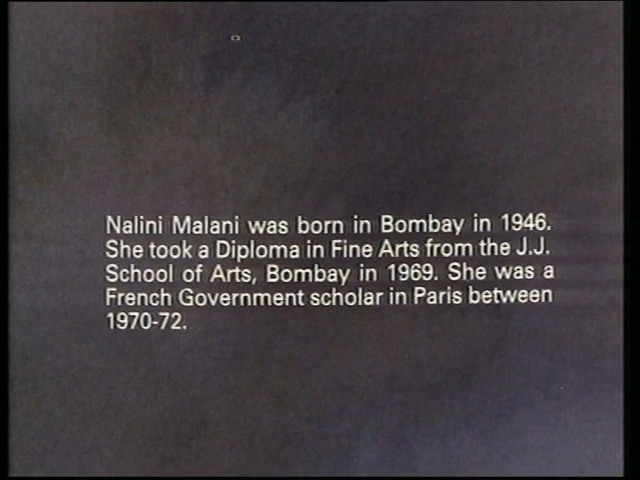 Nalini Malani was born in Bombay in 1946.
She took a Diploma in Fine Arts from the J.J.
School of Arts, Bombay in 1969. She was a
French Government scholar in Paris between
1970-72.